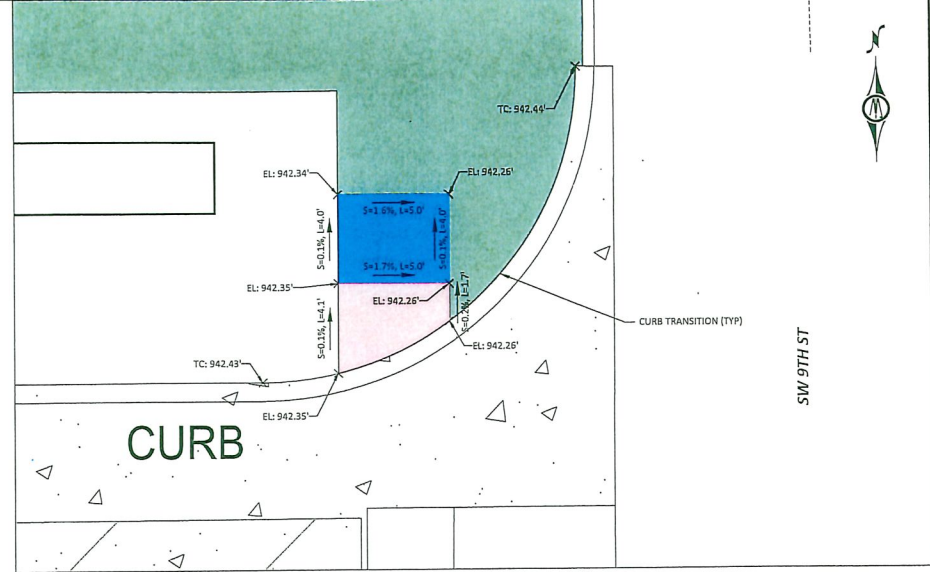 N
TC: 942.44'
EL: 942.34'
EL: 942.26'
S=1.6%, L=5.0'
S=0.1%, L=4.0'
S=0.1%, L=4.0'
S=1.7%, L=5.0'
EL: 942.35'
EL: 942.26'
S=0.1%, L=4.1'
S=0.2%, L=1.7'
CURB TRANSITION (TYP)
EL: 942.26'
TC: 942.43'
EL: 942.35'
CURB
SW 9TH ST